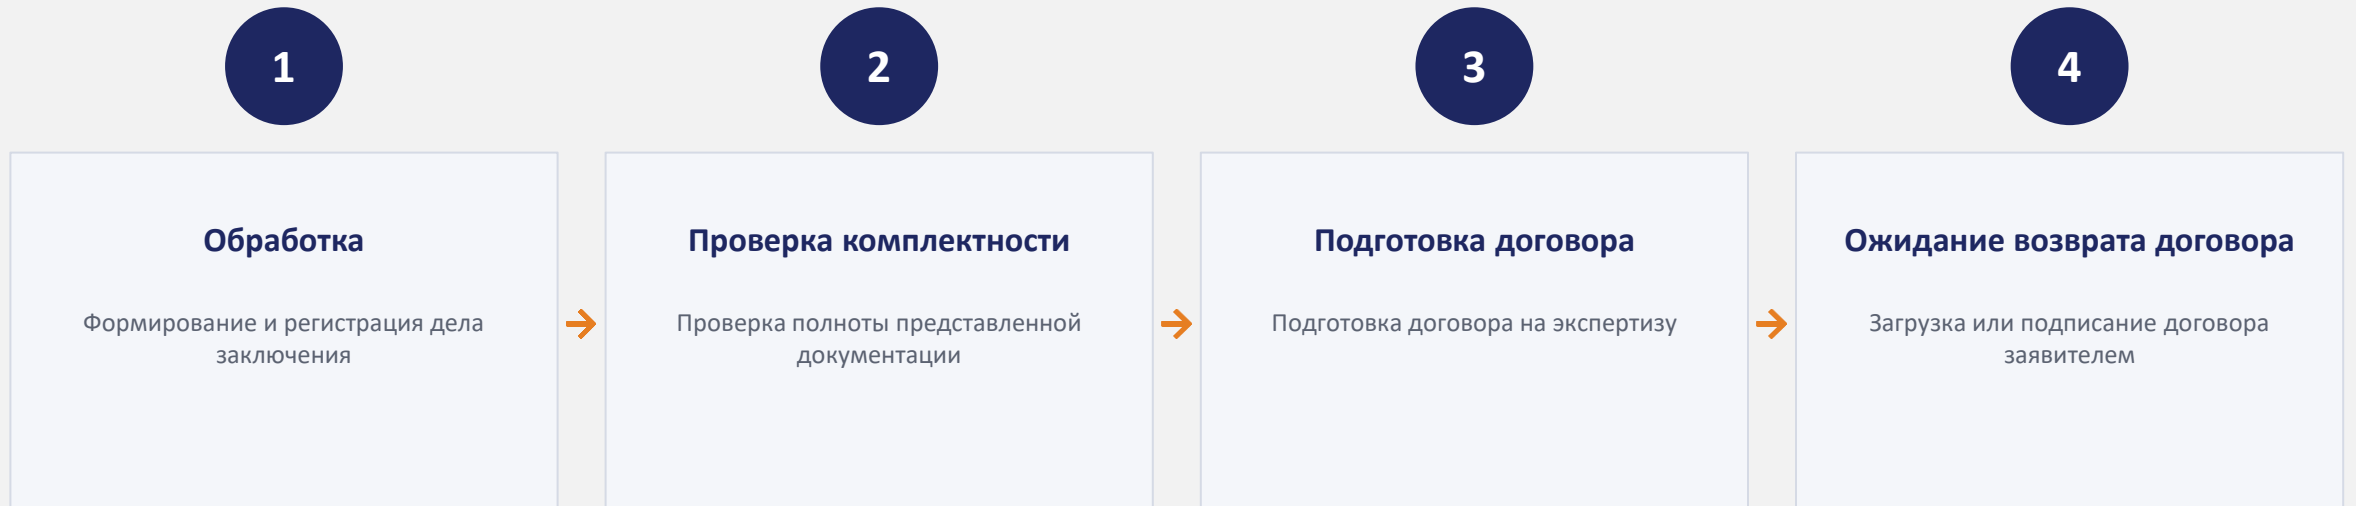 1
2
3
4
Обработка
Формирование и регистрация дела
заключения
Проверка комплектности
Проверка полноты представленной
документации
Подготовка договора
Подготовка договора на экспертизу
Ожидание возврата договора
Загрузка или подписание договора
заявителем